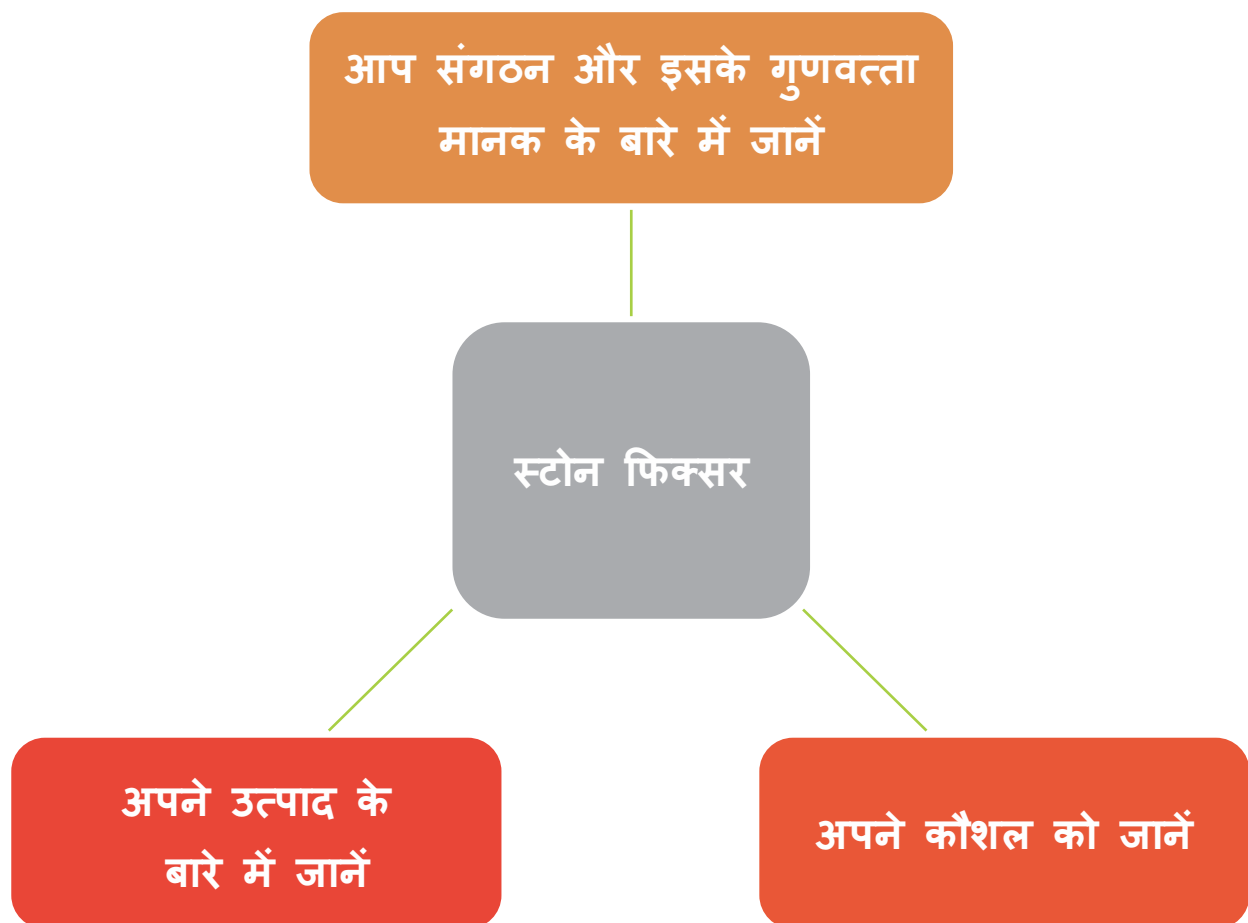 आप संगठन और इसके गुणवत्ता
मानक के बारे में जानें
स्टोन फिक्सर
अपने उत्पाद के
बारे में जानें
अपने कौशल को जानें